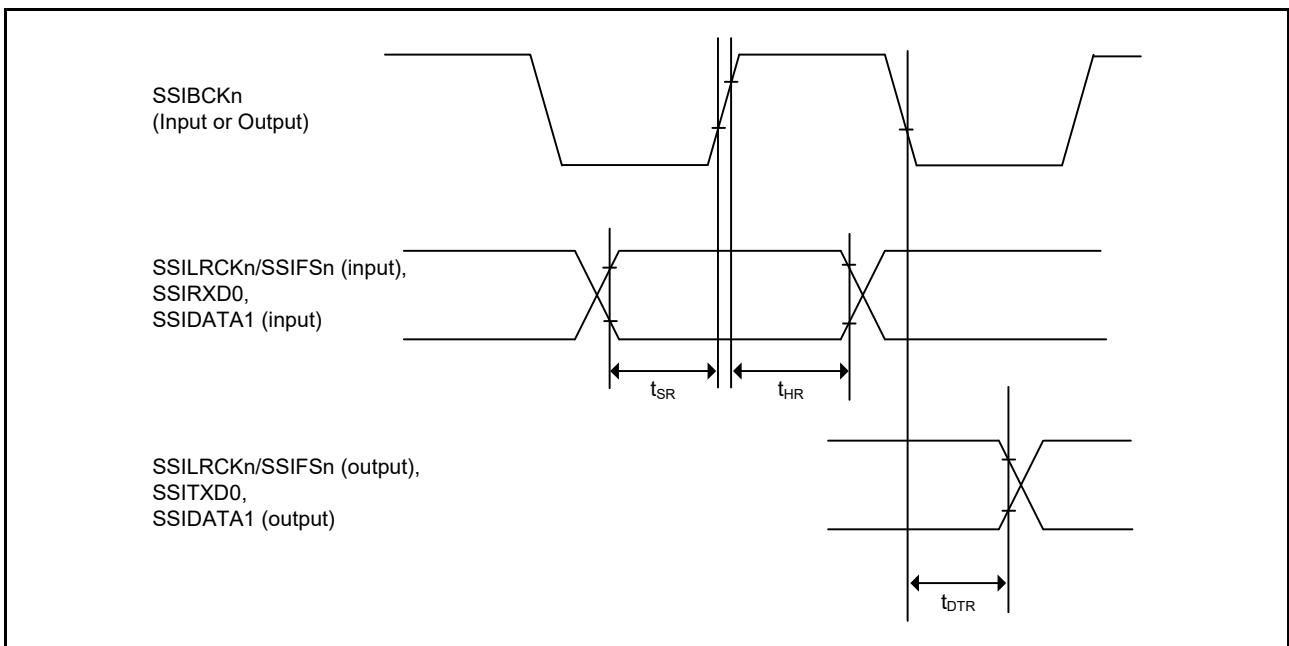 SSIBCKn
(Input or Output)
SSILRCKn/SSIFSn (input),
SSIRXD0,
SSIDATA1 (input)
tSR
tHR
SSILRCKn/SSIFSn (output),
SSITXD0,
SSIDATA1 (output)
tDTR